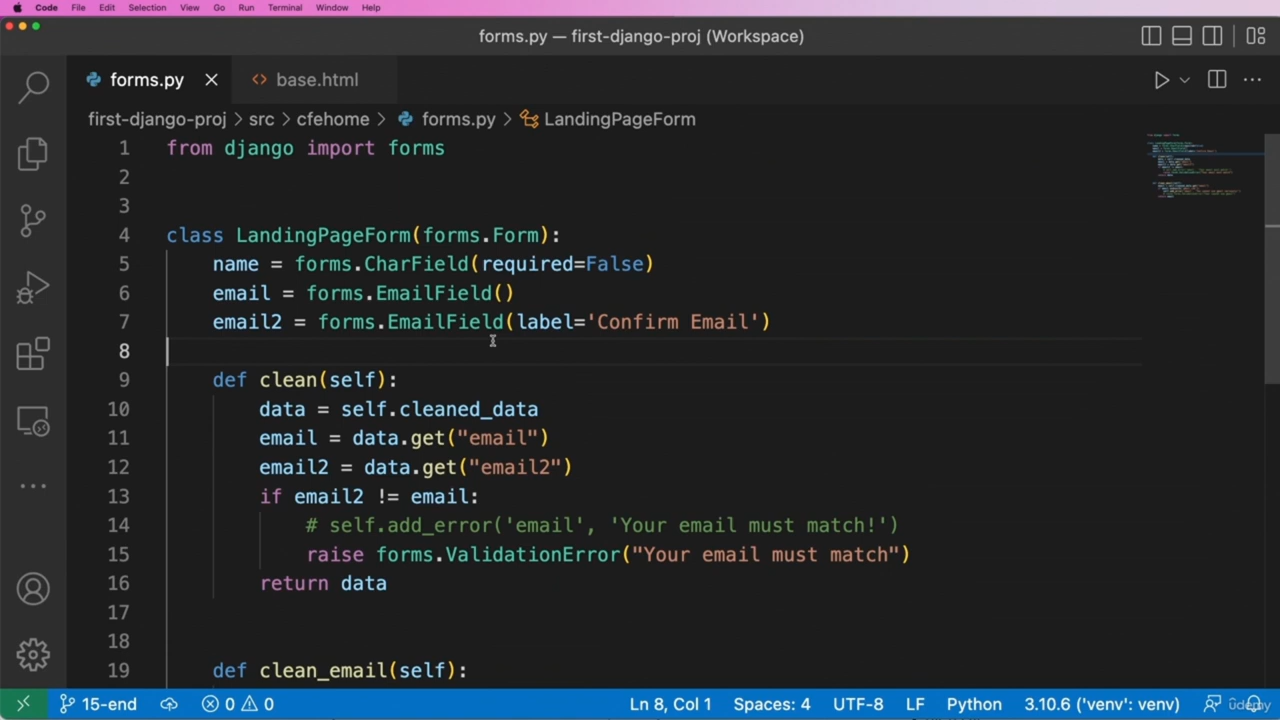 Code File Edit Selection View Go Run Terminal Window Help
forms.py — first-django-proj (Workspace)
forms.py base.html
first-django-proj > src > cfehome > forms.py > LandingPageForm
1 from django import forms
2
3
4 class LandingPageForm(forms.Form):
5 name = forms.CharField(required=False)
6 email = forms.EmailField()
7 email2 = forms.EmailField(label='Confirm Email')
8
9 def clean(self):
10 data = self.cleaned_data
11 email = data.get("email")
12 email2 = data.get("email2")
13 if email2 != email:
14 # self.add_error('email', 'Your email must match!')
15 raise forms.ValidationError("Your email must match")
16 return data
17
18
19 def clean_email(self):
15-end 0 0 Ln 8, Col 1 Spaces: 4 UTF-8 LF Python 3.10.6 ('venv': venv)
udemy